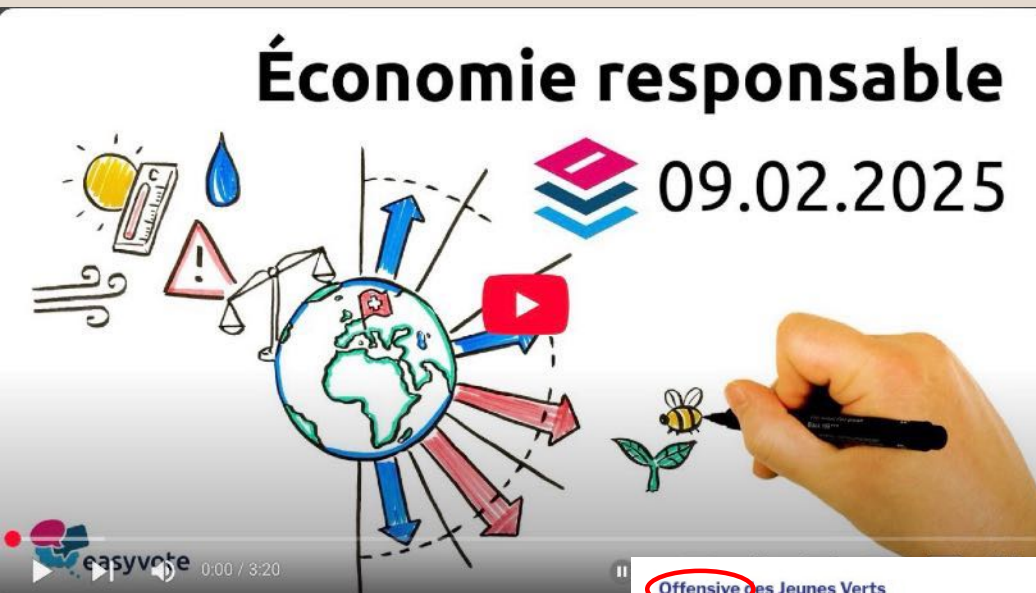 Économie responsable
09.02.2025
C
!
easyvote
0:00 / 3:20
Offensive des Jeunes Verts